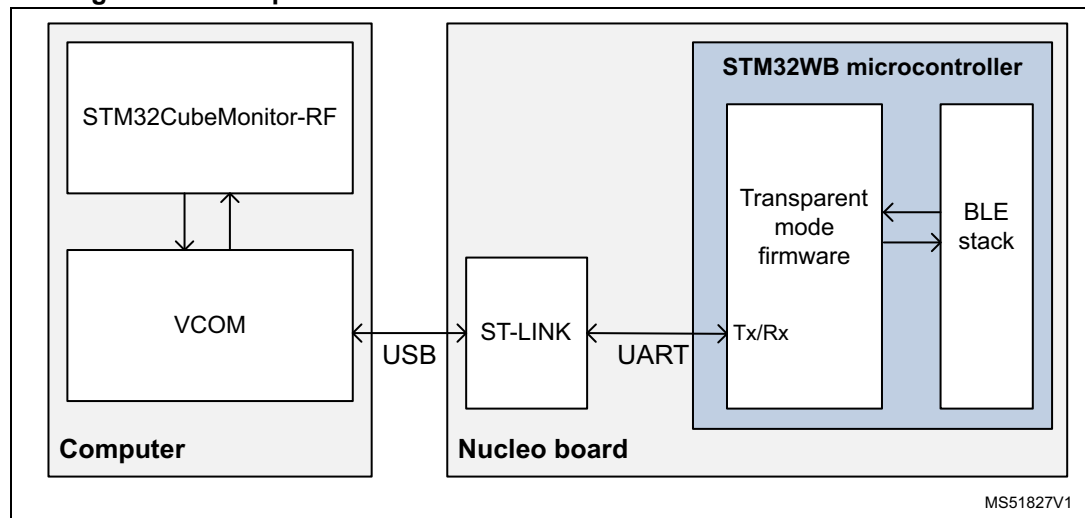 STM32CubeMonitor-RF
VCOM
Computer
USB
ST-LINK
UART
STM32WB microcontroller
Transparent
mode
firmware
Tx/Rx
BLE
stack
Nucleo board
MS51827V1